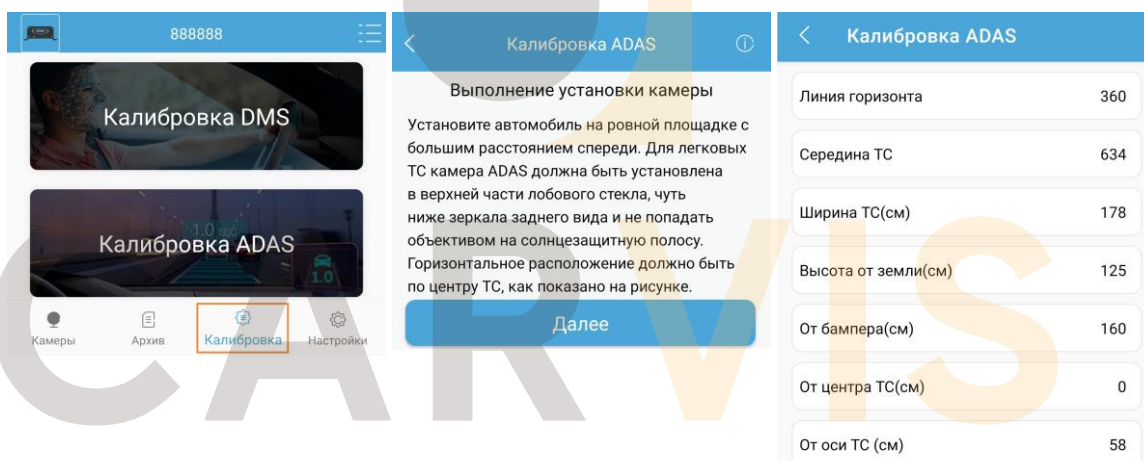 888888
Калибровка DMS
1.0 sec
Калибровка ADAS
1.0
Камеры
Архив
Калибровка
Настройки
Калибровка ADAS
Выполнение установки камеры
Установите автомобиль на ровной площадке с
большим расстоянием спереди. Для легковых
ТС камера ADAS должна быть установлена
в верхней части лобового стекла, чуть
ниже зеркала заднего вида и не попадать
объективом на солнцезащитную полосу.
Горизонтальное расположение должно быть
по центру ТС, как показано на рисунке.
Далее
Калибровка ADAS
Линия горизонта 360
Середина ТС 634
Ширина ТС(см) 178
Высота от земли(см) 125
От бампера(см) 160
От центра ТС(см) 0
От оси ТС (см) 58
CARVIS